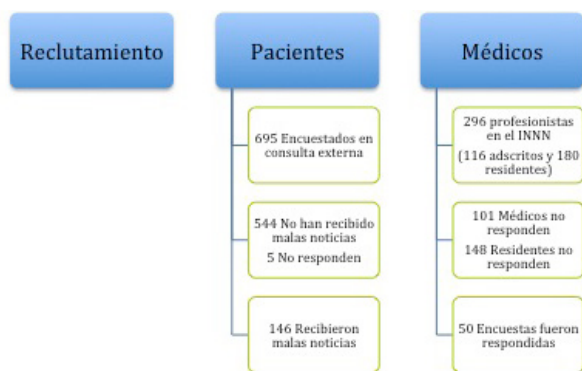 Reclutamiento
Pacientes
695 Encuestados en
consulta externa
544 No han recibido
malas noticias
5 No responden
146 Recibieron
malas noticias
Médicos
296 profesionistas
en el INNN
(116 adscritos y 180
residentes)
101 Médicos no
responden
148 Residentes no
responden
50 Encuestas fueron
respondidas